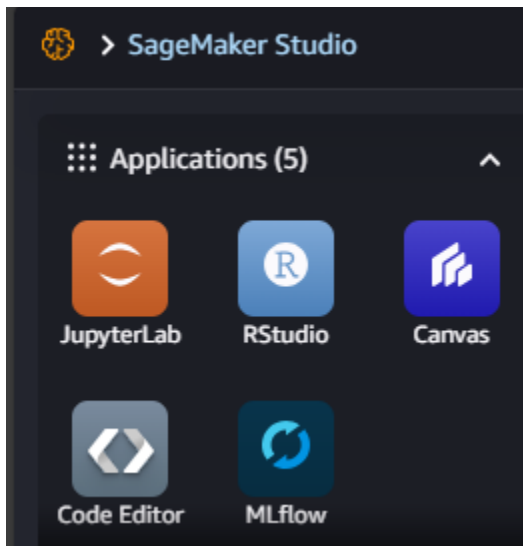 > SageMaker Studio
Applications (5)
R
JupyterLab RStudio Canvas
Code Editor MLflow